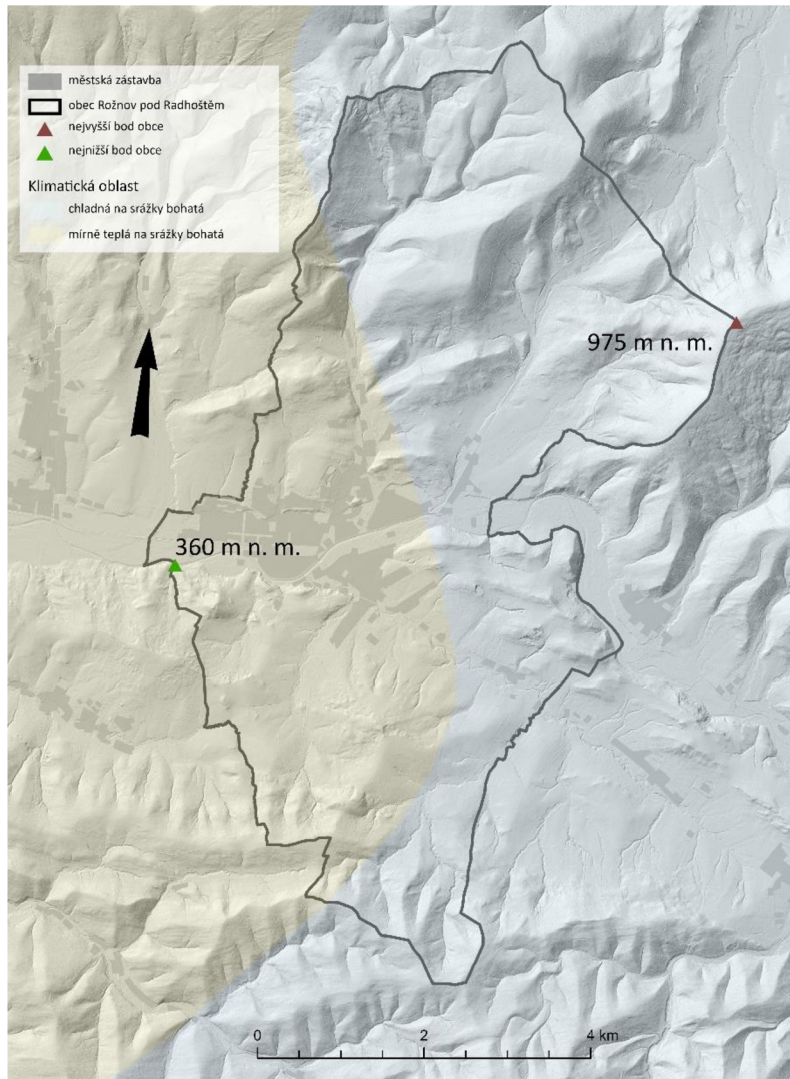 městská zástavba
obec Rožnov pod Radhoštěm
nejvyšší bod obce
nejnižší bod obce
Klimatická oblast
chladná na srážky bohatá
mírně teplá na srážky bohatá
975 m n. m.
360 m n. m.
0 2 4 km